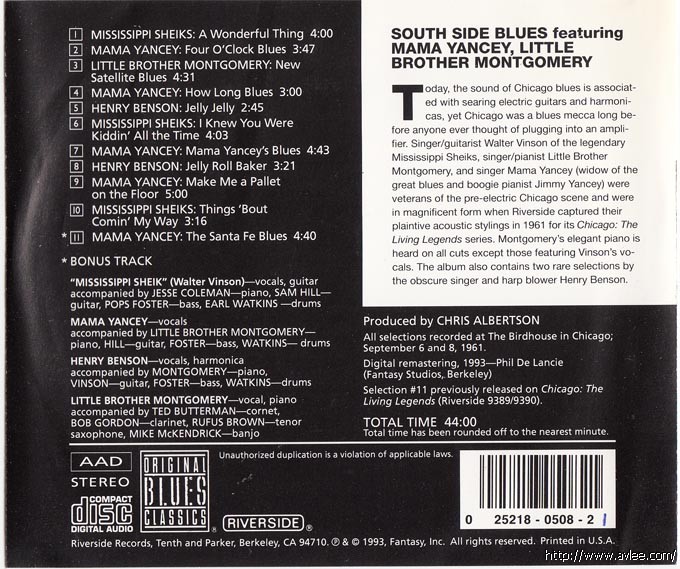 1 MISSISSIPPI SHEIKS: A Wonderful Thing 4:00
2 MAMA YANCEY: Four O'Clock Blues 3:47
3 LITTLE BROTHER MONTGOMERY: New
Satellite Blues 4:31
4 MAMA YANCEY: How Long Blues 3:00
5 HENRY BENSON: Jelly Jelly 2:45
6 MISSISSIPPI SHEIKS: I Knew You Were
Kiddin' All the Time 4:03
7 MAMA YANCEY: Mama Yancey's Blues 4:43
8 HENRY BENSON: Jelly Roll Baker 3:21
9 MAMA YANCEY: Make Me a Pallet
on the Floor 5:00
10 MISSISSIPPI SHEIKS: Things 'Bout
Comin' My Way 3:16
* 11 MAMA YANCEY: The Santa Fe Blues 4:40
* BONUS TRACK
"MISSISSIPPI SHEIK" (Walter Vinson)—vocals, guitar
accompanied by JESSE COLEMAN—piano, SAM HILL—
guitar, POPS FOSTER—bass, EARL WATKINS —drums
MAMA YANCEY—vocals
accompanied by LITTLE BROTHER MONTGOMERY—
piano, HILL—guitar, FOSTER—bass, WATKINS— drums
HENRY BENSON—vocals, harmonica
accompanied by MONTGOMERY—piano,
VINSON—guitar, FOSTER—bass, WATKINS—drums
LITTLE BROTHER MONTGOMERY—vocal, piano
accompanied by TED BUTTERMAN—cornet,
BOB GORDON—clarinet, RUFUS BROWN—tenor
saxophone, MIKE McKENDRICK—banjo
SOUTH SIDE BLUES featuring
MAMA YANCEY, LITTLE
BROTHER MONTGOMERY
Today, the sound of Chicago blues is associat-
ed with searing electric guitars and harmoni-
cas, yet Chicago was a blues mecca long be-
fore anyone ever thought of plugging into an ampli-
fier. Singer/guitarist Walter Vinson of the legendary
Mississippi Sheiks, singer/pianist Little Brother
Montgomery, and singer Mama Yancey (widow of the
great blues and boogie pianist Jimmy Yancey) were
veterans of the pre-electric Chicago scene and were
in magnificent form when Riverside captured their
plaintive acoustic stylings in 1961 for its Chicago: The
Living Legends series. Montgomery's elegant piano is
heard on all cuts except those featuring Vinson's vo-
cals. The album also contains two rare selections by
the obscure singer and harp blower Henry Benson.
Produced by CHRIS ALBERTSON
All selections recorded at The Birdhouse in Chicago;
September 6 and 8, 1961.
Digital remastering, 1993—Phil De Lancie
(Fantasy Studios, Berkeley)
Selection #11 previously released on Chicago: The
Living Legends (Riverside 9389/9390).
TOTAL TIME 44:00
Total time has been rounded off to the nearest minute.
AAD
STEREO
COMPACT
disc
DIGITAL AUDIO
ORIGINAL
BLUES
CLASSICS®
Unauthorized duplication is a violation of applicable laws.
RIVERSIDE®
0 25218-0508-2
Riverside Records, Tenth and Parker, Berkeley, CA 94710. ℗ & © 1993, Fantasy, Inc. All rights reserved. Printed in U.S.A.
http://www.avlee.com/